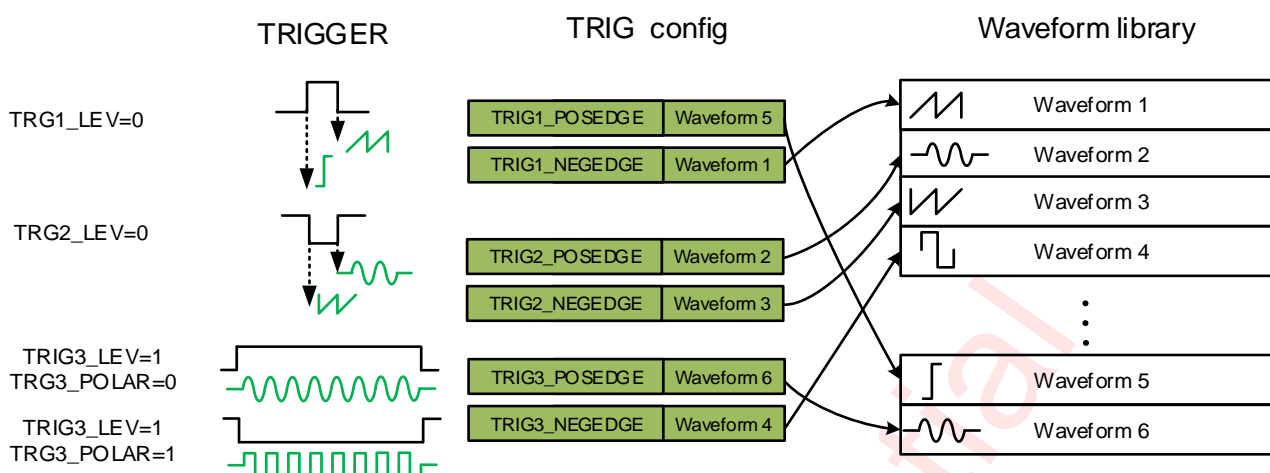 TRIGGER
TRIG config
Waveform library
TRG1_LEV=0
TRIG1_POSEDGE Waveform 5
TRIG1_NEGEDGE Waveform 1
TRG2_LEV=0
TRIG2_POSEDGE Waveform 2
TRIG2_NEGEDGE Waveform 3
TRIG3_LEV=1
TRG3_POLAR=0
TRIG3_LEV=1
TRG3_POLAR=1
TRIG3_POSEDGE Waveform 6
TRIG3_NEGEDGE Waveform 4
Waveform 1
Waveform 2
Waveform 3
Waveform 4
Waveform 5
Waveform 6
tial